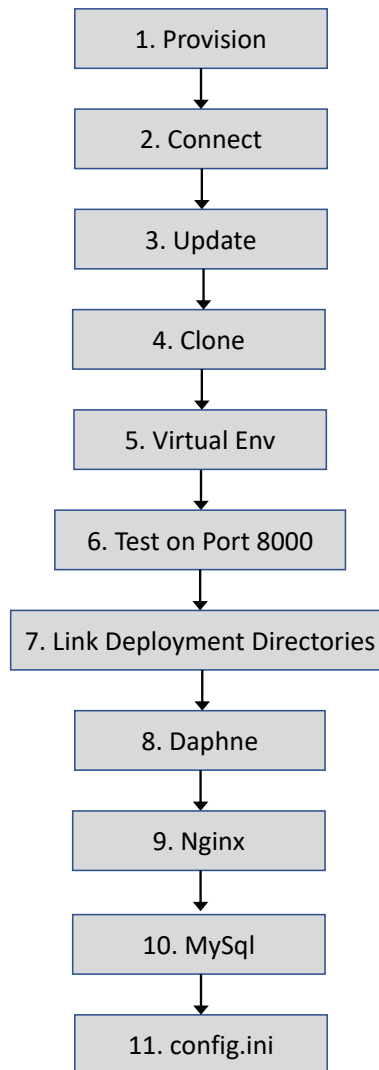 1. Provision
2. Connect
3. Update
4. Clone
5. Virtual Env
6. Test on Port 8000
7. Link Deployment Directories
8. Daphne
9. Nginx
10. MySql
11. config.ini